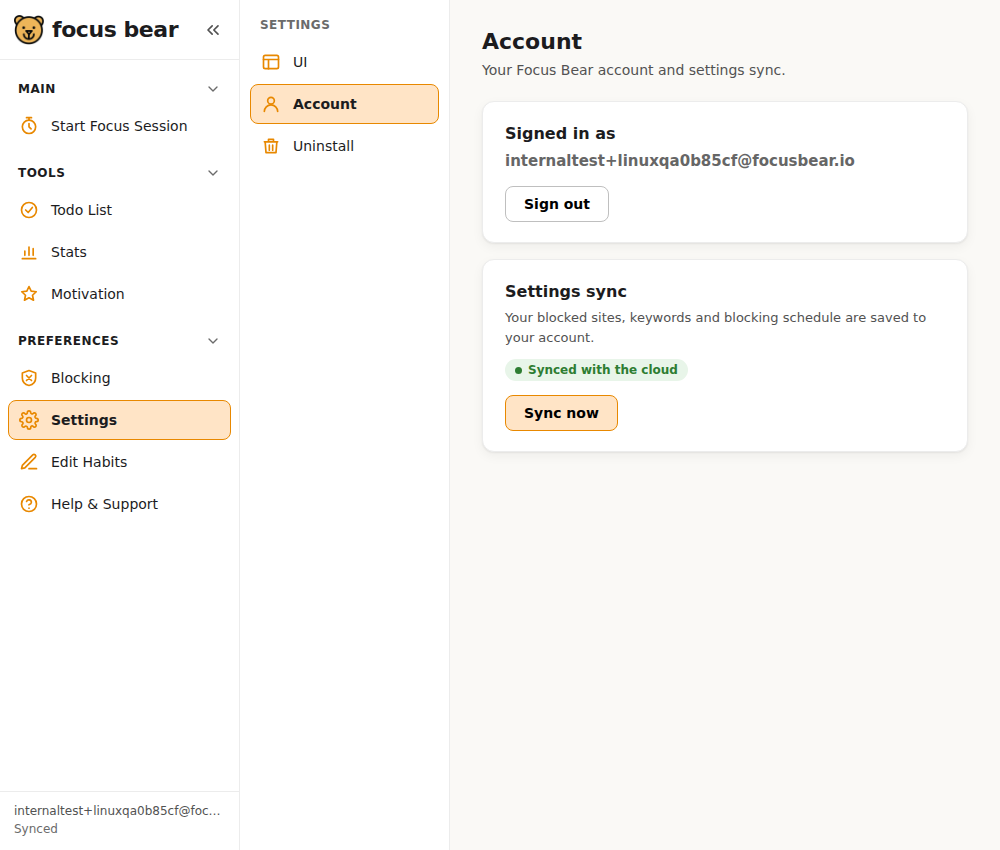 focus bear
MAIN
Start Focus Session
TOOLS
Todo List
Stats
Motivation
PREFERENCES
Blocking
Settings
Edit Habits
Help & Support
internaltest+linuxqa0b85cf@foc...
Synced
SETTINGS
UI
Account
Uninstall
Account
Your Focus Bear account and settings sync.
Signed in as
internaltest+linuxqa0b85cf@focusbear.io
Sign out
Settings sync
Your blocked sites, keywords and blocking schedule are saved to
your account.
Synced with the cloud
Sync now